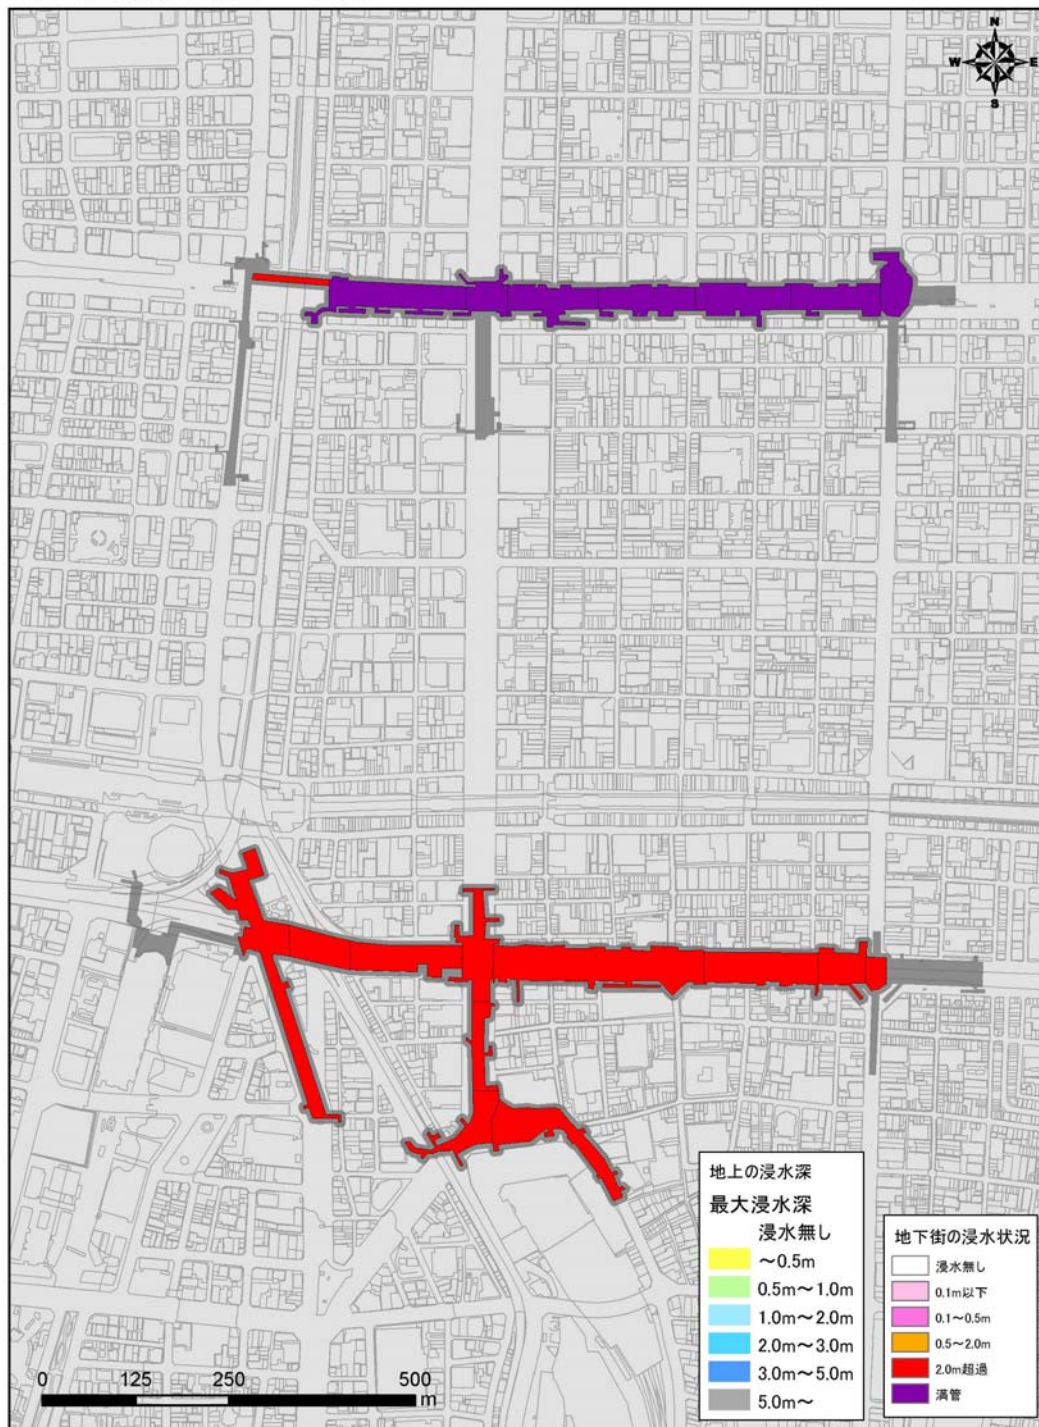 N
W E
S
地上の浸水深
最大浸水深
浸水無し
～0.5m
0.5m～1.0m
1.0m～2.0m
2.0m～3.0m
3.0m～5.0m
5.0m～
地下街の浸水状況
浸水無し
0.1m以下
0.1～0.5m
0.5～2.0m
2.0m超過
満管
0 125 250 500
m